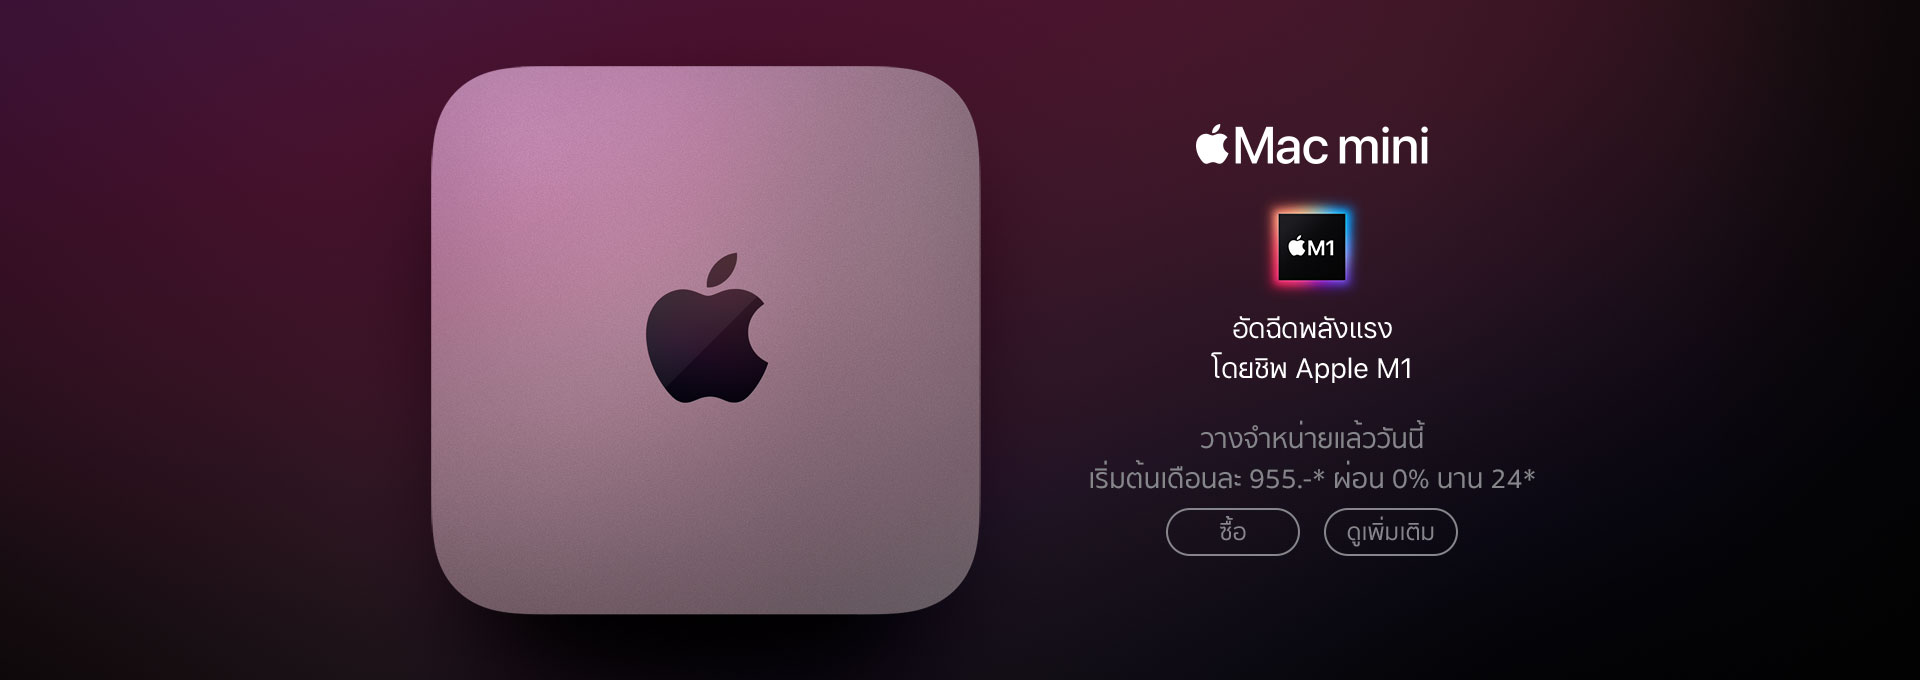 Mac mini
M1
อัดฉีดพลังแรง
โดยชิพ Apple M1
วางจำหน่ายแล้ววันนี้
เริ่มต้นเดือนละ 955.-* ผ่อน 0% นาน 24*
ซื้อ
ดูเพิ่มเติม